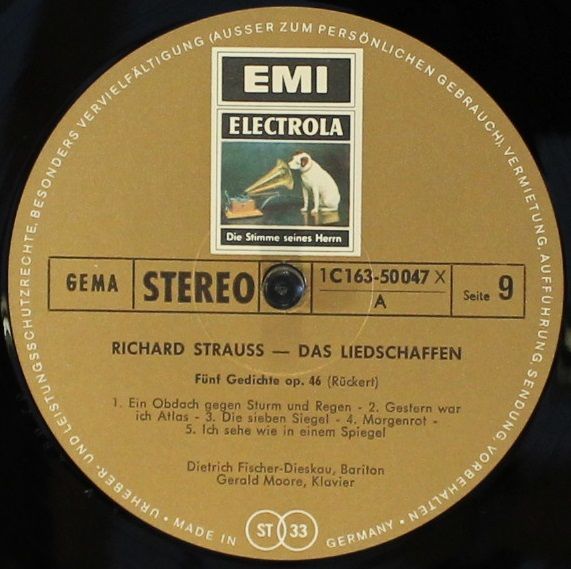 EMI
ELECTROLA
Die Stimme seines Herrn
GEMA
STEREO
1C163-50047 X
A
Seite 9
RICHARD STRAUSS — DAS LIEDSCHAFFEN
Fünf Gedichte op. 46 (Rückert)
1. Ein Obdach gegen Sturm und Regen - 2. Gestern war
ich Atlas - 3. Die sieben Siegel - 4. Morgenrot -
5. Ich sehe wie in einem Spiegel
Dietrich Fischer-Dieskau, Bariton
Gerald Moore, Klavier
URHEBER- UND LEISTUNGSSCHUTZRECHTE, BESONDERS VERVIELFÄLTIGUNG (AUSSER ZUM PERSÖNLICHEN GEBRAUCH), VERMIETUNG, AUFFÜHRUNG, SENDUNG VORBEHALTEN
• MADE IN ST 33 GERMANY •